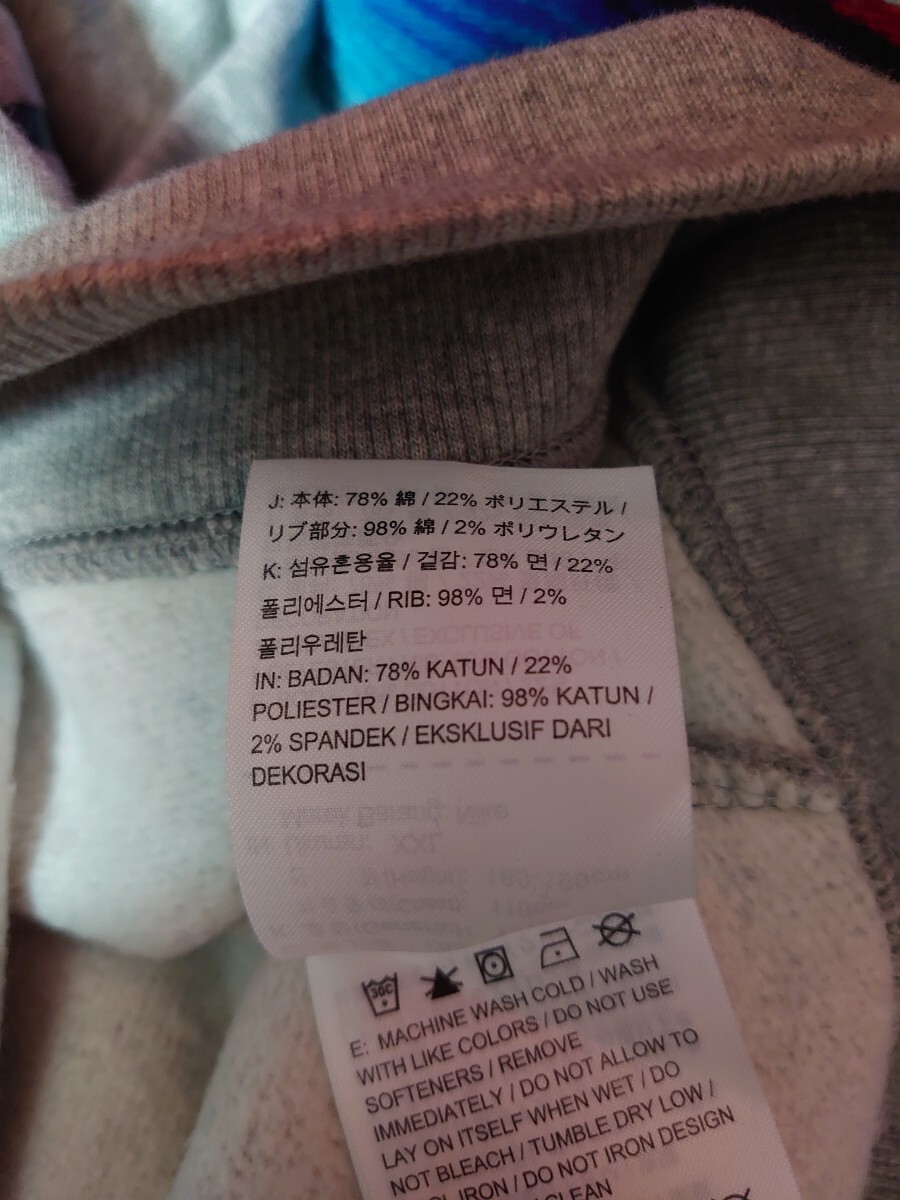 J: 本体: 78% 綿 / 22% ポリエステル /
リブ部分: 98% 綿 / 2% ポリウレタン
K: 섬유혼용율 / 겉감: 78% 면 / 22%
폴리에스터 / RIB: 98% 면 / 2%
폴리우레탄
IN: BADAN: 78% KATUN / 22%
POLIESTER / BINGKAI: 98% KATUN /
2% SPANDEK / EKSKLUSIF DARI
DEKORASI
30C
E: MACHINE WASH COLD / WASH
WITH LIKE COLORS / DO NOT USE
SOFTENERS / REMOVE
IMMEDIATELY / DO NOT ALLOW TO
LAY ON ITSELF WHEN WET / DO
NOT BLEACH / TUMBLE DRY LOW /
IRON / DO NOT IRON DESIGN
CLEAN